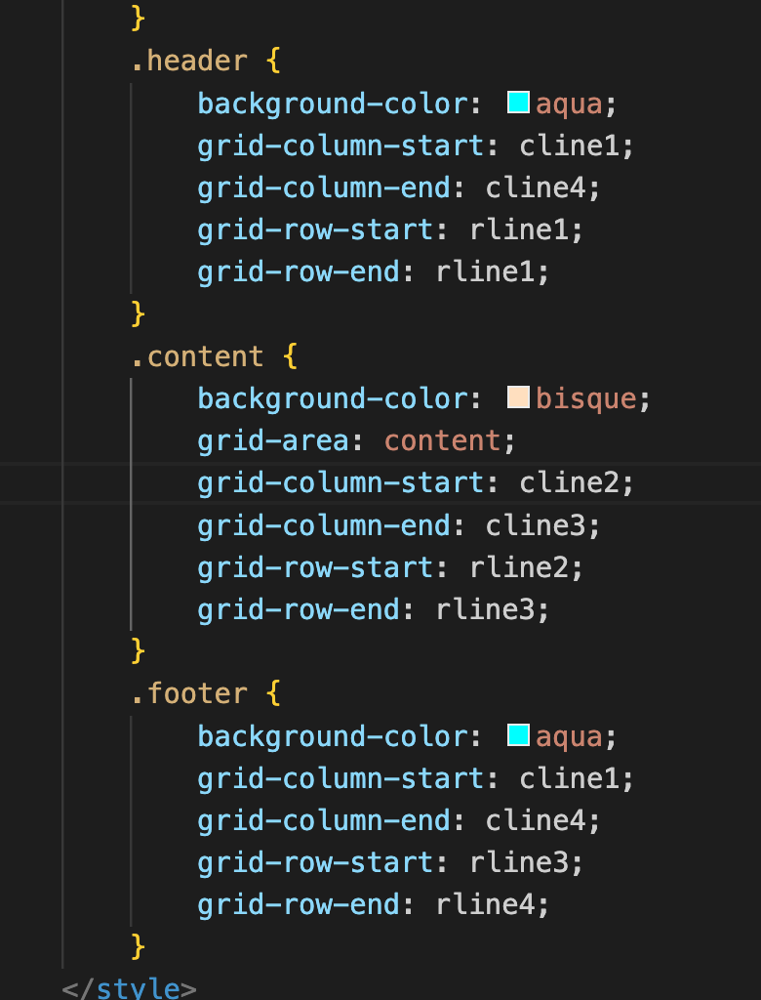 }
.header {
background-color: aqua;
grid-column-start: cline1;
grid-column-end: cline4;
grid-row-start: rline1;
grid-row-end: rline1;
}
.content {
background-color: bisque;
grid-area: content;
grid-column-start: cline2;
grid-column-end: cline3;
grid-row-start: rline2;
grid-row-end: rline3;
}
.footer {
background-color: aqua;
grid-column-start: cline1;
grid-column-end: cline4;
grid-row-start: rline3;
grid-row-end: rline4;
}
</style>